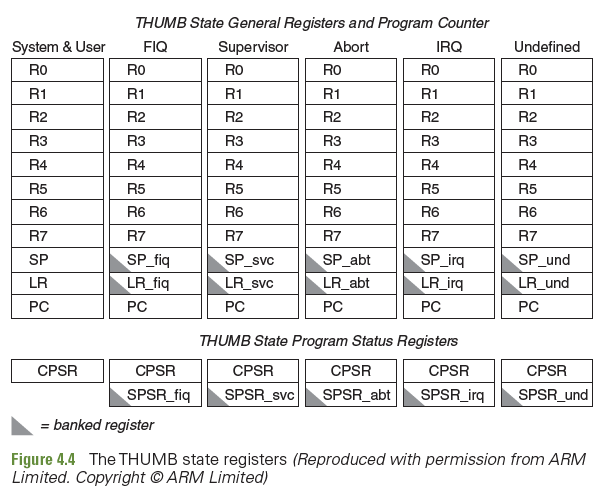 THUMB State General Registers and Program Counter
System & User FIQ Supervisor Abort IRQ Undefined
R0 R0 R0 R0 R0 R0
R1 R1 R1 R1 R1 R1
R2 R2 R2 R2 R2 R2
R3 R3 R3 R3 R3 R3
R4 R4 R4 R4 R4 R4
R5 R5 R5 R5 R5 R5
R6 R6 R6 R6 R6 R6
R7 R7 R7 R7 R7 R7
SP SP_fiq SP_svc SP_abt SP_irq SP_und
LR LR_fiq LR_svc LR_abt LR_irq LR_und
PC PC PC PC PC PC
THUMB State Program Status Registers
CPSR CPSR CPSR CPSR CPSR CPSR
SPSR_fiq SPSR_svc SPSR_abt SPSR_irq SPSR_und
= banked register
Figure 4.4 The THUMB state registers (Reproduced with permission from ARM
Limited. Copyright © ARM Limited)